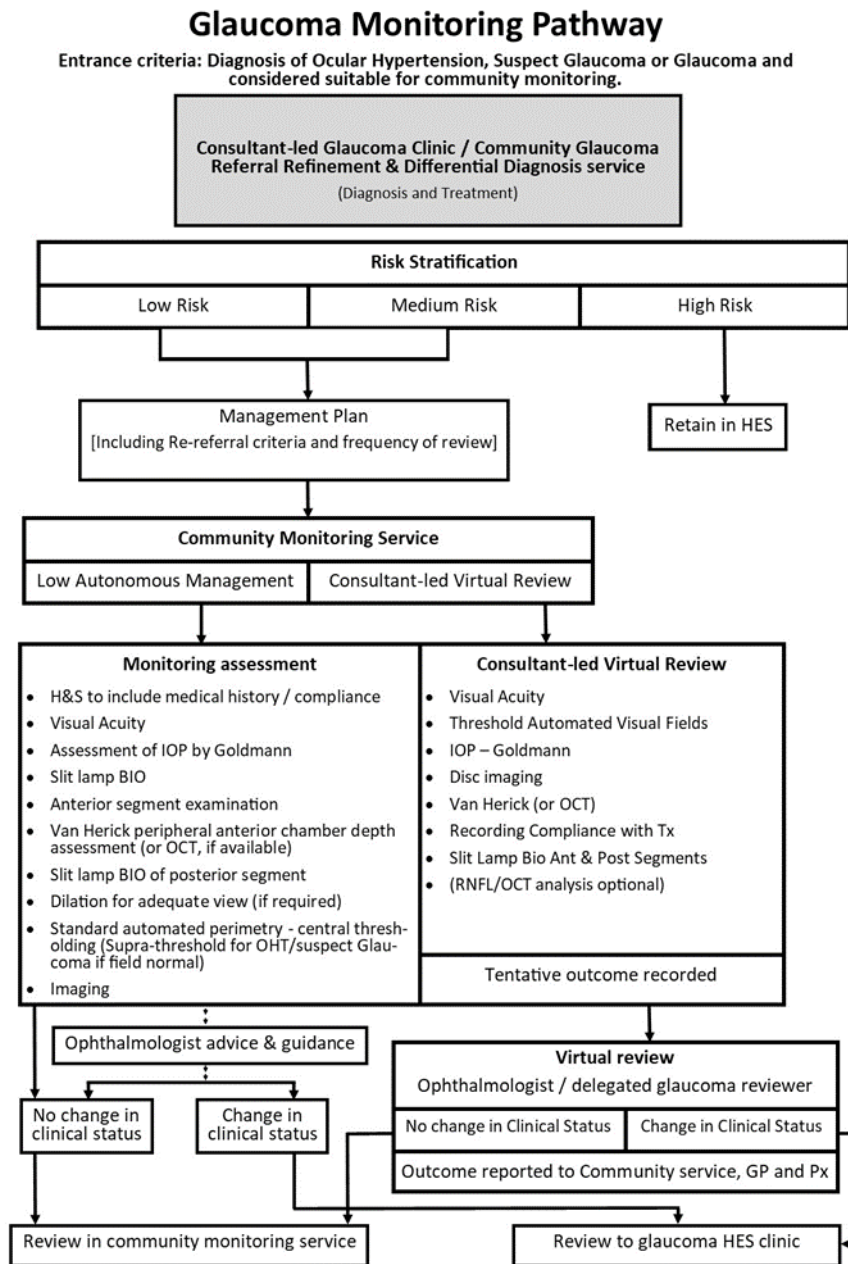 Glaucoma Monitoring Pathway
Entrance criteria: Diagnosis of Ocular Hypertension, Suspect Glaucoma or Glaucoma and
considered suitable for community monitoring.
Consultant-led Glaucoma Clinic / Community Glaucoma
Referral Refinement & Differential Diagnosis service
(Diagnosis and Treatment)
Risk Stratification
Low Risk
Medium Risk
High Risk
Management Plan
[Including Re-referral criteria and frequency of review]
Retain in HES
Community Monitoring Service
Low Autonomous Management
Consultant-led Virtual Review
Monitoring assessment
• H&S to include medical history / compliance
• Visual Acuity
• Assessment of IOP by Goldmann
• Slit lamp BIO
• Anterior segment examination
• Van Herick peripheral anterior chamber depth
assessment (or OCT, if available)
• Slit lamp BIO of posterior segment
• Dilation for adequate view (if required)
• Standard automated perimetry - central thresh-
olding (Supra-threshold for OHT/suspect Glau-
coma if field normal)
• Imaging
Consultant-led Virtual Review
• Visual Acuity
• Threshold Automated Visual Fields
• IOP – Goldmann
• Disc imaging
• Van Herick (or OCT)
• Recording Compliance with Tx
• Slit Lamp Bio Ant & Post Segments
• (RNFL/OCT analysis optional)
Tentative outcome recorded
Ophthalmologist advice & guidance
No change in
clinical status
Change in
clinical status
Virtual review
Ophthalmologist / delegated glaucoma reviewer
No change in Clinical Status
Change in Clinical Status
Outcome reported to Community service, GP and Px
Review in community monitoring service
Review to glaucoma HES clinic